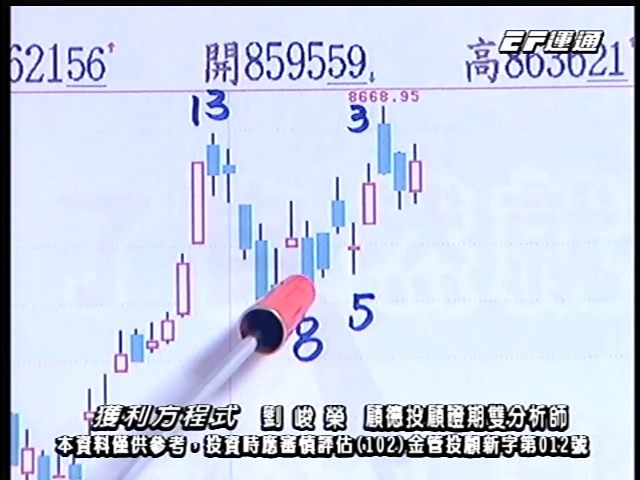 EF運通
62156 開859559 高863621
8668.95
13
3
8
5
獲利方程式 劉峻榮 顧德投顧證期雙分析師
本資料僅供參考，投資時應審慎評估(102)金管投顧新字第012號